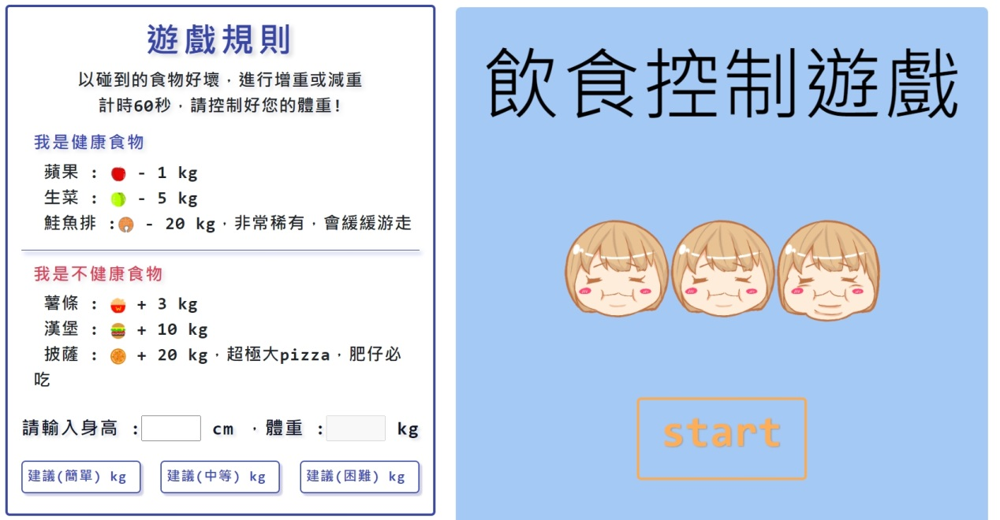 遊戲規則
以碰到的食物好壞，進行增重或減重
計時60秒，請控制好您的體重!
我是健康食物
蘋果 : - 1 kg
生菜 : - 5 kg
鮭魚排 : - 20 kg，非常稀有，會緩緩游走
我是不健康食物
薯條 : + 3 kg
漢堡 : + 10 kg
披薩 : + 20 kg，超極大pizza，肥仔必
吃
請輸入身高 : cm ，體重 : kg
建議(簡單) kg 建議(中等) kg 建議(困難) kg
飲食控制遊戲
start